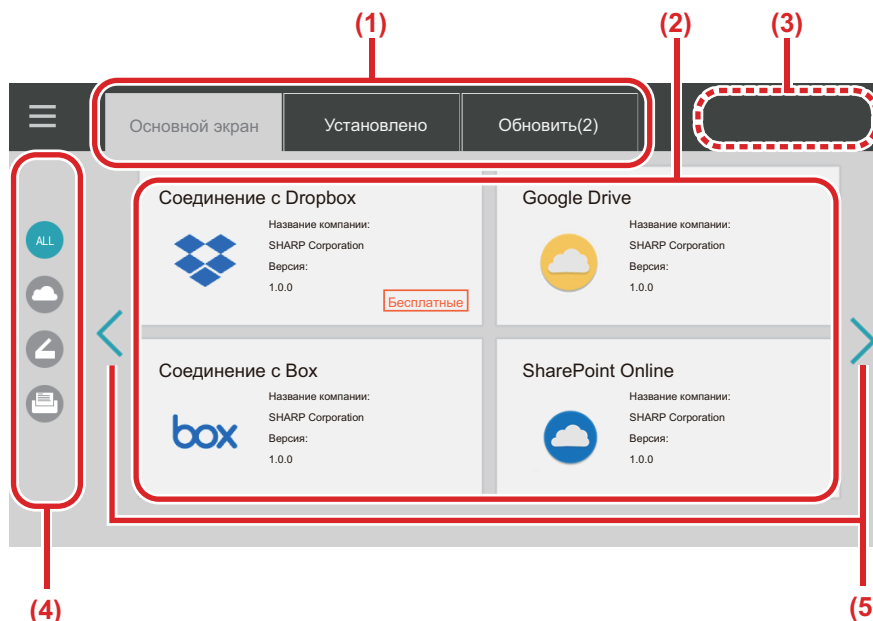 (1)
(2)
(3)
Основной экран
Установлено
Обновить(2)
ALL
Соединение с Dropbox
Название компании:
SHARP Corporation
Версия:
1.0.0
Бесплатные
Google Drive
Название компании:
SHARP Corporation
Версия:
1.0.0
Соединение с Box
box
Название компании:
SHARP Corporation
Версия:
1.0.0
SharePoint Online
Название компании:
SHARP Corporation
Версия:
1.0.0
(4)
(5